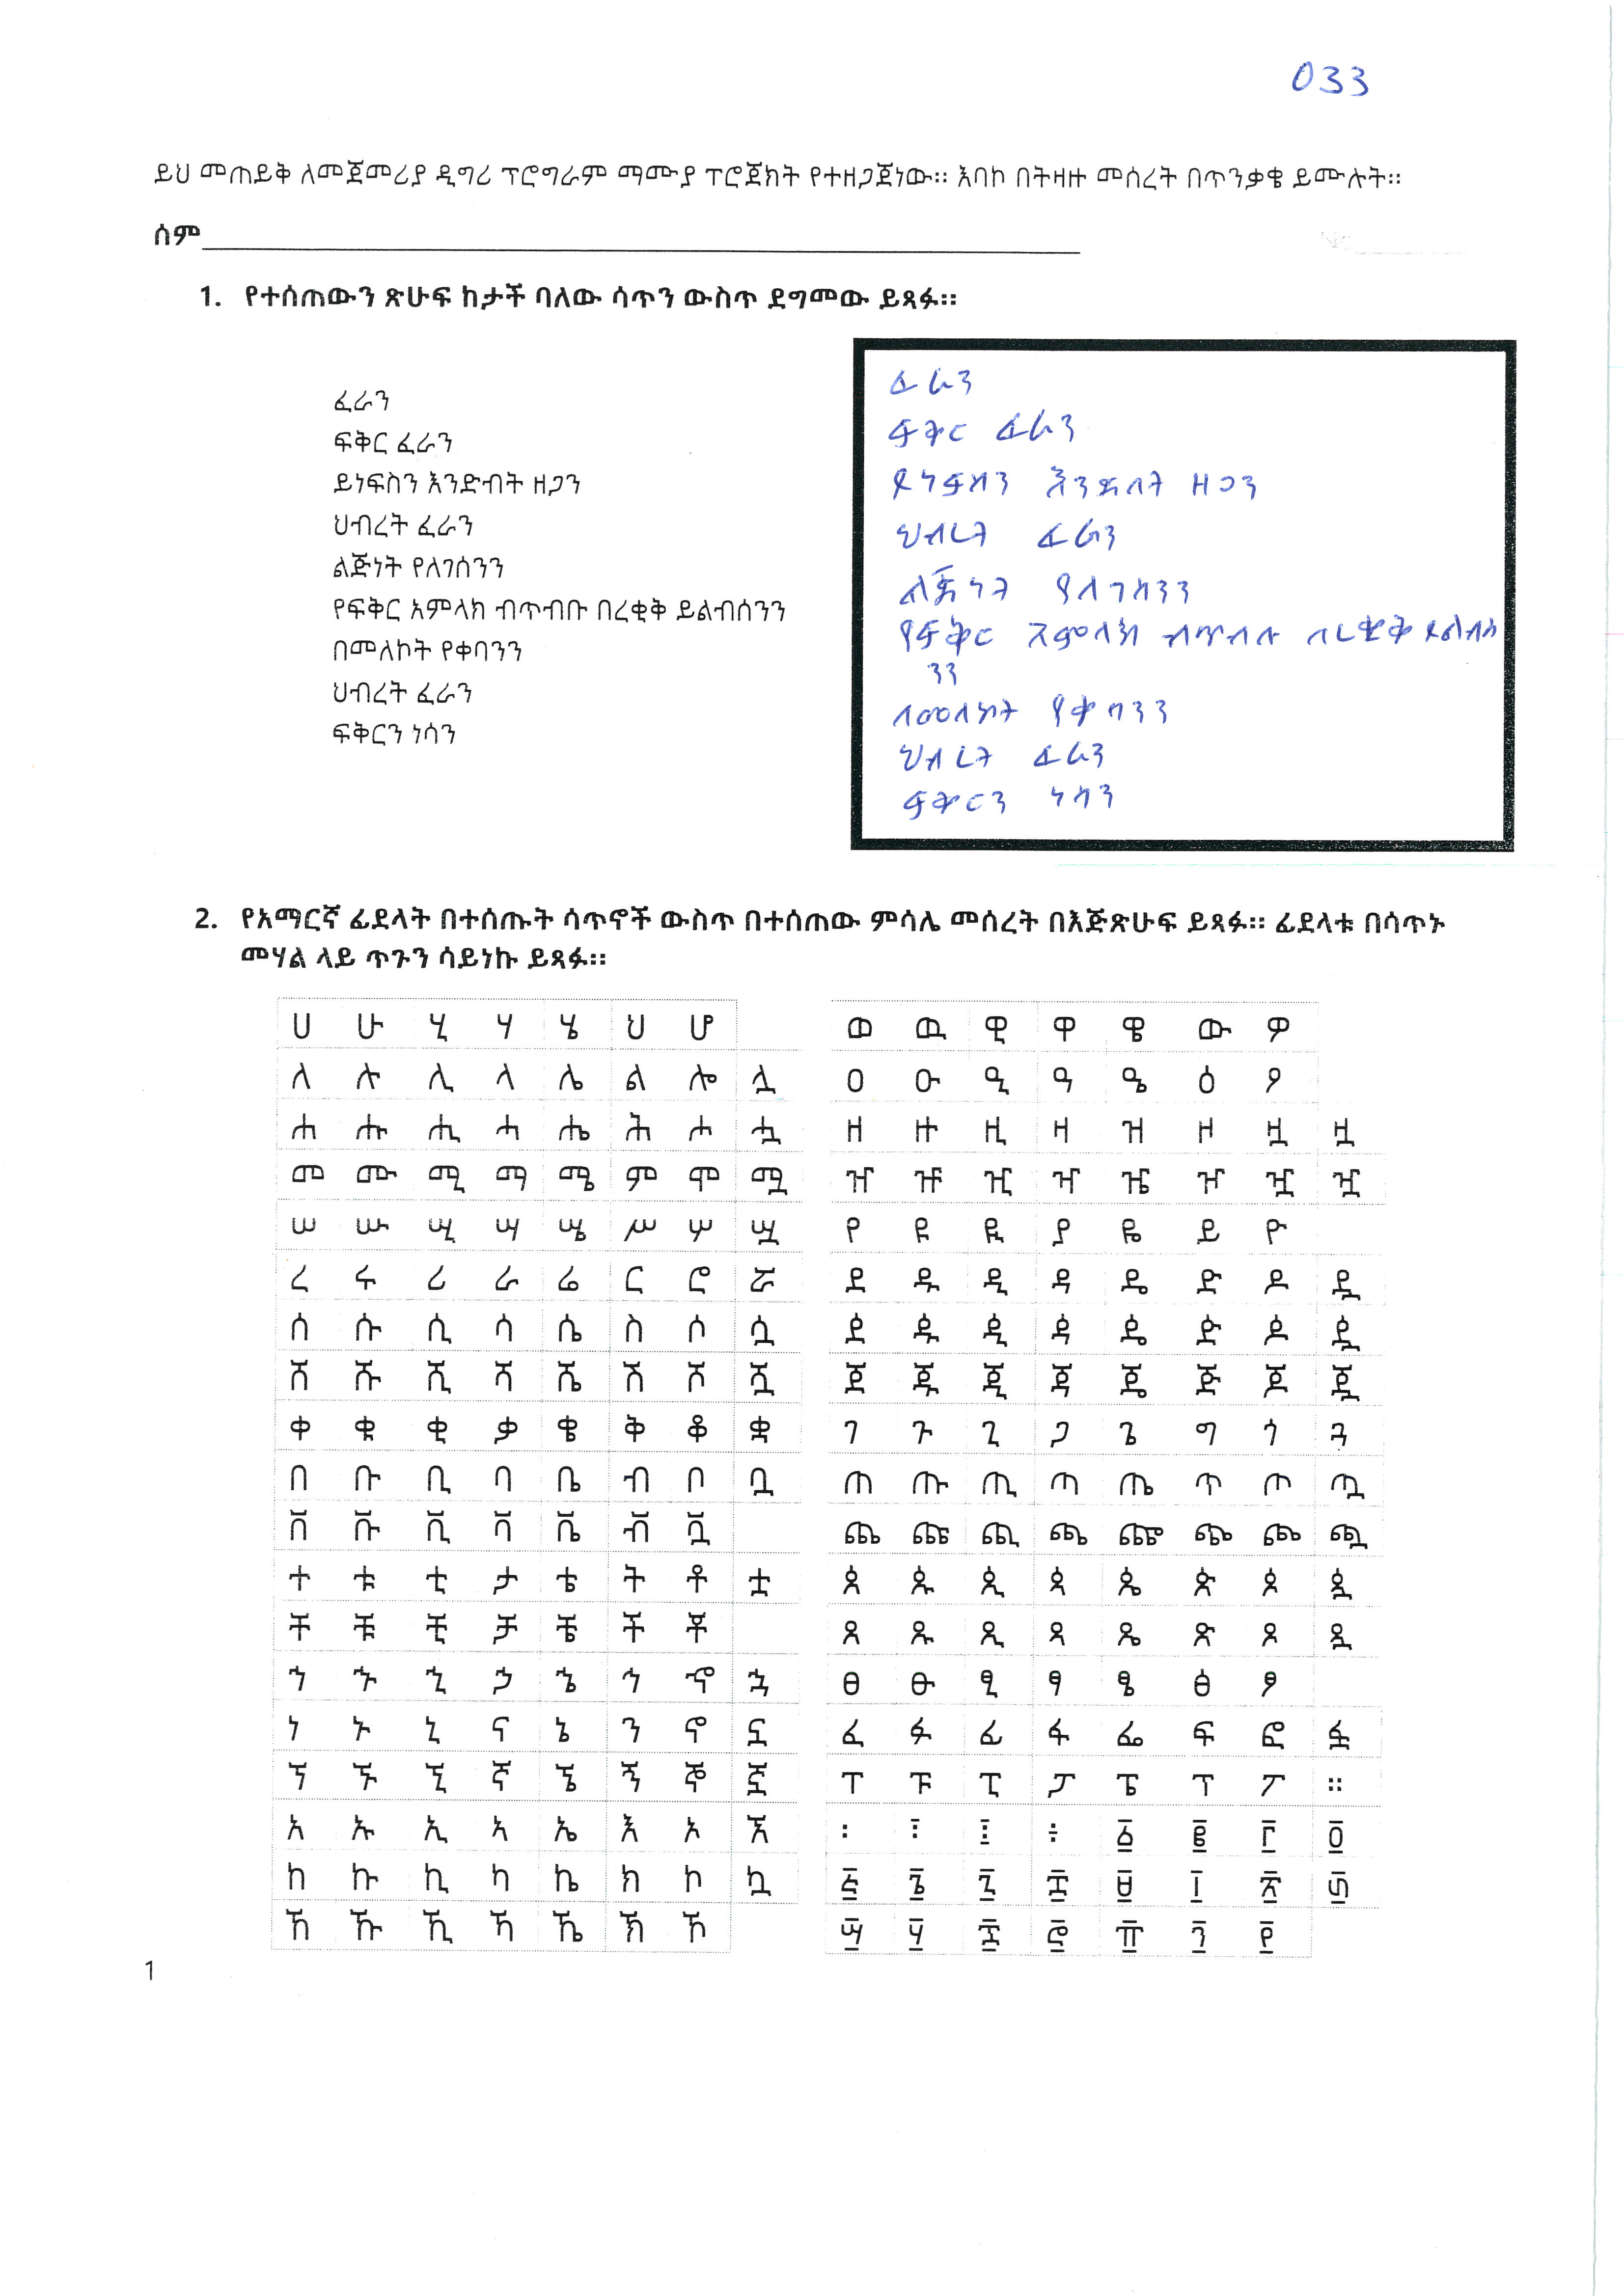 033
ይህ መጠይቅ ለመጀመሪያ ዲግሪ ፕሮግራም ማሙያ ፕሮጀክት የተዘጋጀነው። እባኮ በትዛዙ መሰረት በጥንቃቄ ይሙሉት።
ሰም
1. የተሰጠውን ጽሁፍ ከታች ባለው ሳጥን ውስጥ ደግመው ይጻፉ።
ፈራን
ፍቅር ፈራን
ይነፍስን እንድብት ዘጋን
ህብረት ፈራን
ልጅነት የለገሰንን
የፍቅር አምላክ ብጥብቡ በረቂቅ ይልብሰንን
በመለኮት የቀባንን
ህብረት ፈራን
ፍቅርን ነሳን
ፈራን
ፍቅር ፈራን
ይነፍስን እንድብት ዘጋን
ህብረት ፈራን
ልጅነት የለገሰንን
የፍቅር አምላክ ብጥብቡ በረቂቅ ይልብሰ
ንን
በመለኮት የቀባንን
ህብረት ፈራን
ፍቅርን ነሳን
2. የአማርኛ ፊደላት በተሰጡት ሳጥኖች ውስጥ በተሰጠው ምሳሌ መሰረት በእጅጽሁፍ ይጻፉ። ፊደላቱ በሳጥኑ
መሃል ላይ ጥጉን ሳይነኩ ይጻፉ።
ሀ ሁ ሂ ሃ ሄ ህ ሆ
ለ ሉ ሊ ላ ሌ ል ሎ ሏ
ሐ ሑ ሒ ሓ ሔ ሕ ሖ ሗ
መ ሙ ሚ ማ ሜ ም ሞ ሟ
ሠ ሡ ሢ ሣ ሤ ሥ ሦ ሧ
ረ ሩ ሪ ራ ሬ ር ሮ ሯ
ሰ ሱ ሲ ሳ ሴ ስ ሶ ሷ
ሸ ሹ ሺ ሻ ሼ ሽ ሾ ሿ
ቀ ቁ ቂ ቃ ቄ ቅ ቆ ቋ
በ ቡ ቢ ባ ቤ ብ ቦ ቧ
ቨ ቩ ቪ ቫ ቬ ቭ ቯ
ተ ቱ ቲ ታ ቴ ት ቶ ቷ
ቸ ቹ ቺ ቻ ቼ ች ቾ
ኀ ኁ ኂ ኃ ኄ ኅ ኆ ኋ
ነ ኑ ኒ ና ኔ ን ኖ ኗ
ኘ ኙ ኚ ኛ ኜ ኝ ኞ ኟ
አ ኡ ኢ ኣ ኤ እ ኦ ኧ
ከ ኩ ኪ ካ ኬ ክ ኮ ኳ
ኸ ኹ ኺ ኻ ኼ ኽ ኾ
ወ ዉ ዊ ዋ ዌ ው ዎ
ዐ ዑ ዒ ዓ ዔ ዕ ዖ
ዘ ዙ ዚ ዛ ዝ ዞ ዟ ዟ
ዠ ዡ ዢ ዣ ዤ ዦ ዧ ዧ
የ ዩ ዪ ያ ዬ ይ ዮ
ደ ዱ ዲ ዳ ዴ ድ ዶ ዷ
ዸ ዹ ዺ ዻ ዼ ዽ ዾ ዿ
ጀ ጁ ጂ ጃ ጄ ጅ ጆ ጇ
ገ ጉ ጊ ጋ ጌ ግ ጎ ጓ
ጠ ጡ ጢ ጣ ጤ ጥ ጦ ጧ
ጰ ጱ ጲ ጳ ጴ ጵ ጶ ጷ
ጸ ጹ ጺ ጻ ጼ ጽ ጾ ጿ
ፀ ፁ ፂ ፃ ፄ ፅ ፆ
ፈ ፉ ፊ ፋ ፌ ፍ ፎ ፏ
ፐ ፑ ፒ ፓ ፔ ፕ ፖ ።
፩ ፪ ፫ ፬
፭ ፮ ፯ ፰ ፱ ፲ ፳ ፴
፵ ፶ ፷ ፸ ፹ ፺ ፻
1